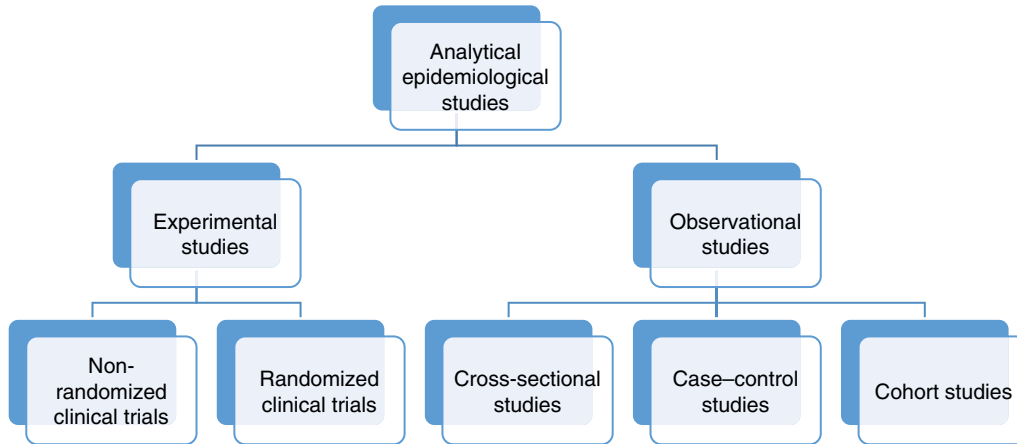 Analytical
epidemiological
studies
Experimental
studies
Observational
studies
Non-
randomized
clinical trials
Randomized
clinical trials
Cross-sectional
studies
Case–control
studies
Cohort studies